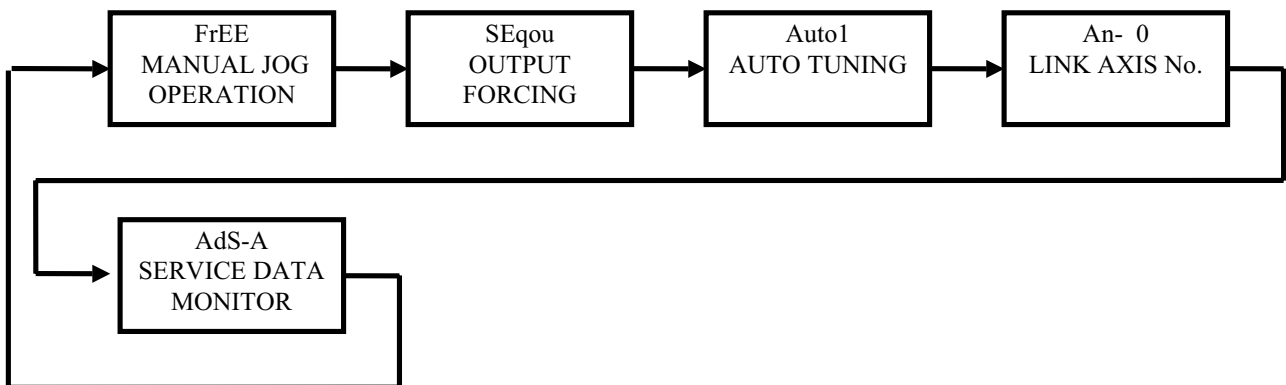 FrEE
MANUAL JOG
OPERATION
SEqou
OUTPUT
FORCING
Auto1
AUTO TUNING
An-  0
LINK AXIS No.
AdS-A
SERVICE DATA
MONITOR